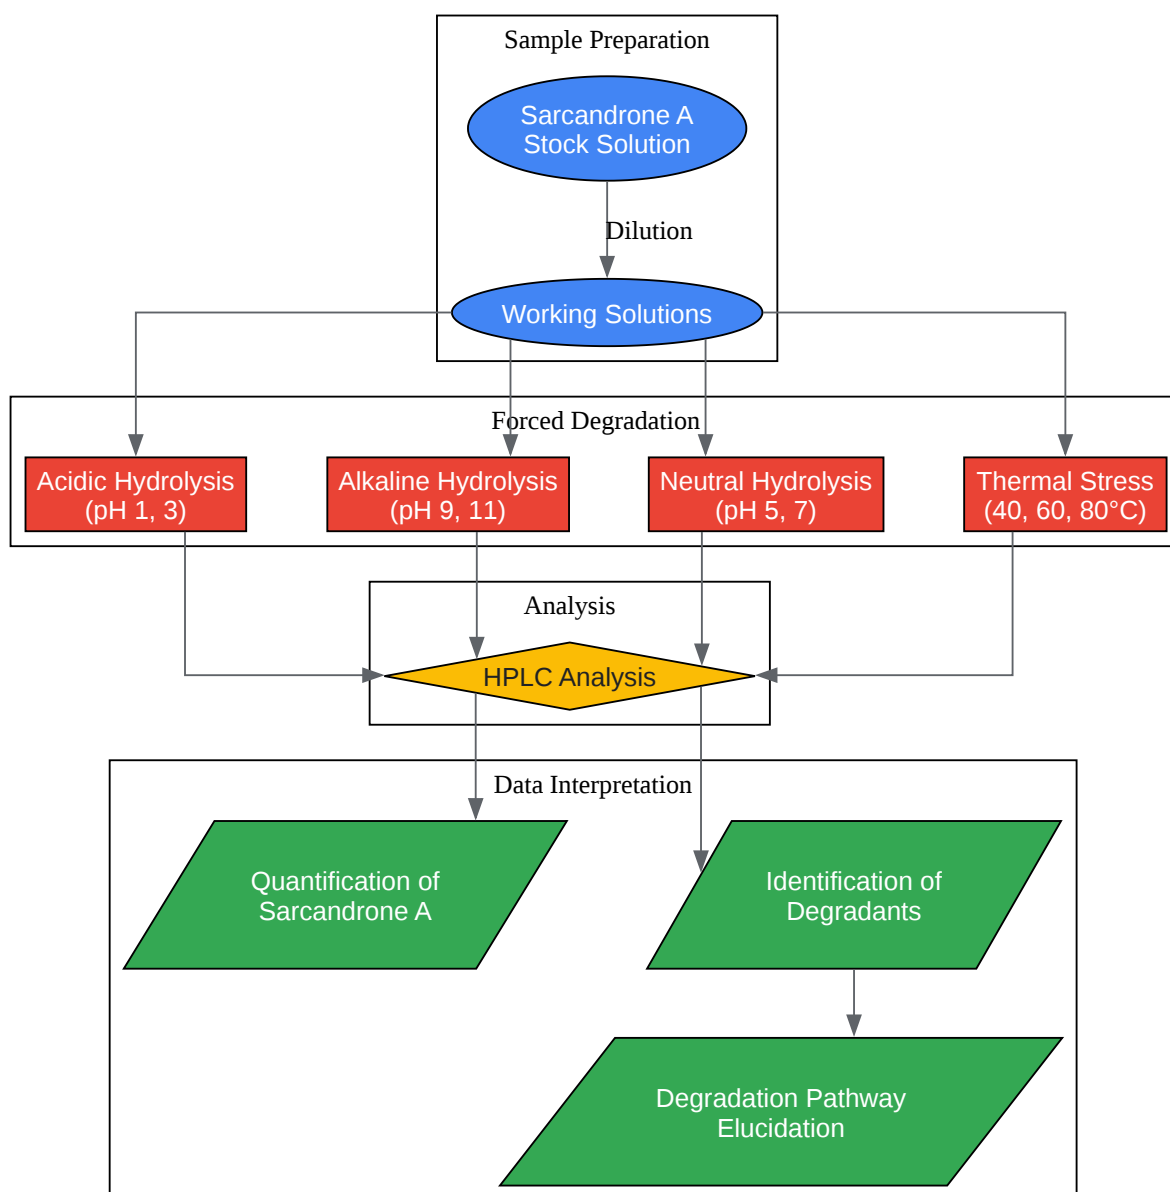 Sample Preparation
Sarcandrone A
Stock Solution
Dilution
Working Solutions
Forced Degradation
Acidic Hydrolysis
(pH 1, 3)
Alkaline Hydrolysis
(pH 9, 11)
Neutral Hydrolysis
(pH 5, 7)
Thermal Stress
(40, 60, 80°C)
Analysis
HPLC Analysis
Data Interpretation
Quantification of
Sarcandrone A
Identification of
Degradants
Degradation Pathway
Elucidation